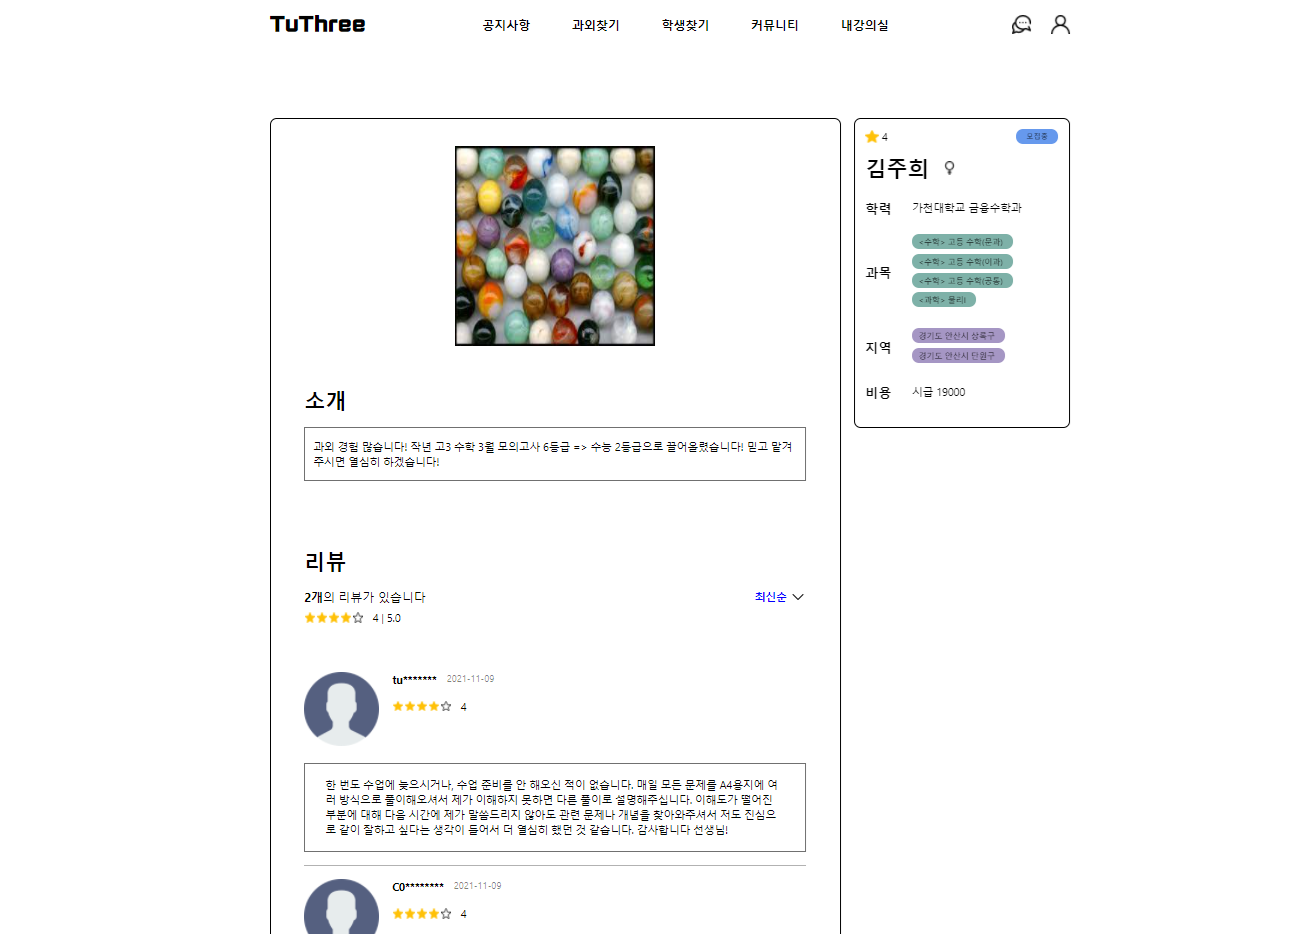 TuThree
공지사항 과외찾기 학생찾기 커뮤니티 내강의실
4 모집중
김주희
학력 가천대학교 금융수학과
과목
<수학> 고등 수학(문과)
<수학> 고등 수학(이과)
<수학> 고등 수학(공통)
<과학> 물리I
지역
경기도 안산시 상록구
경기도 안산시 단원구
비용 시급 19000
소개
과외 경험 많습니다! 작년 고3 수학 3월 모의고사 6등급 => 수능 2등급으로 끌어올렸습니다! 믿고 맡겨
주시면 열심히 하겠습니다!
리뷰
2개의 리뷰가 있습니다 최신순
4 | 5.0
tu******* 2021-11-09
4
한 번도 수업에 늦으시거나, 수업 준비를 안 해오신 적이 없습니다. 매일 모든 문제를 A4용지에 여
러 방식으로 풀이해오셔서 제가 이해하지 못하면 다른 풀이로 설명해주십니다. 이해도가 떨어진
부분에 대해 다음 시간에 제가 말씀드리지 않아도 관련 문제나 개념을 찾아와주셔서 저도 진심으
로 같이 잘하고 싶다는 생각이 들어서 더 열심히 했던 것 같습니다. 감사합니다 선생님!
C0******** 2021-11-09
4